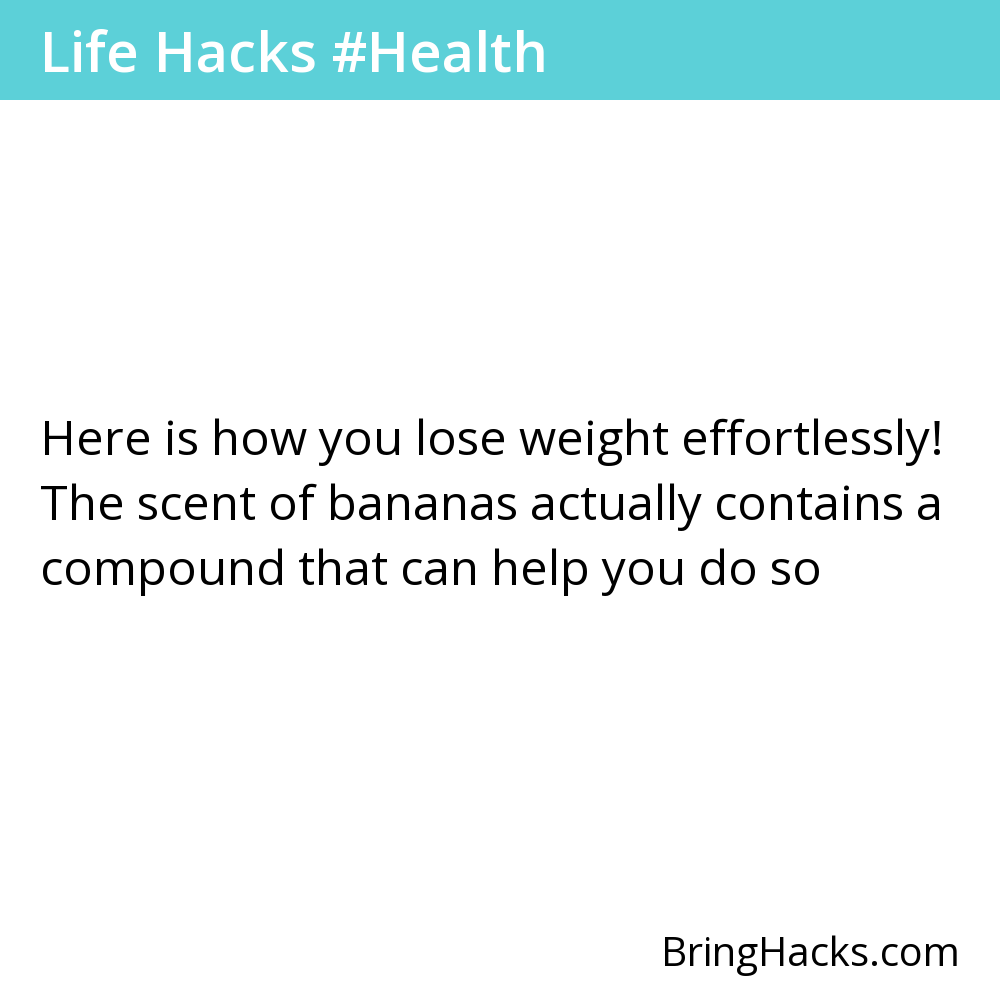 Life Hacks #Health
Here is how you lose weight effortlessly!
The scent of bananas actually contains a
compound that can help you do so
BringHacks.com